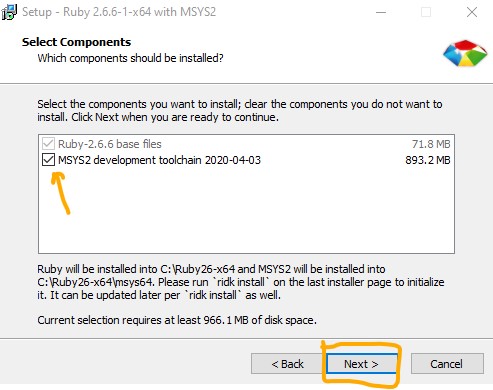 Setup - Ruby 2.6.6-1-x64 with MSYS2
Select Components
Which components should be installed?
Select the components you want to install; clear the components you do not want to
install. Click Next when you are ready to continue.
Ruby-2.6.6 base files 71.8 MB
MSYS2 development toolchain 2020-04-03 893.2 MB
Ruby will be installed into C:\Ruby26-x64 and MSYS2 will be installed into
C:\Ruby26-x64\msys64. Please run `ridk install` on the last installer page to initialize
it. It can be updated later per `ridk install` as well.
Current selection requires at least 966.1 MB of disk space.
< Back Next > Cancel